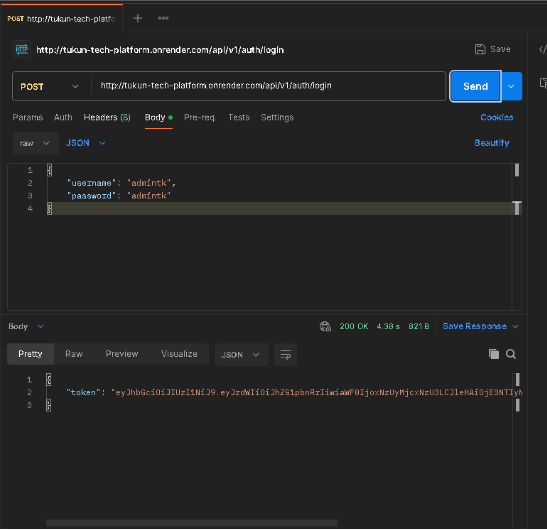 POST http://tukun-tech-platf
http://tukun-tech-platform.onrender.com/api/v1/auth/login
Save
POST
http://tukun-tech-platform.onrender.com/api/v1/auth/login
Send
Params Auth Headers (8) Body Pre-req. Tests Settings Cookies
raw JSON Beautify
1 {
2 "username": "admintk",
3 "password": "admintk"
4 }
Body 200 OK 4.38 s 821 B Save Response
Pretty Raw Preview Visualize JSON
1 {
2 "token":
3 }